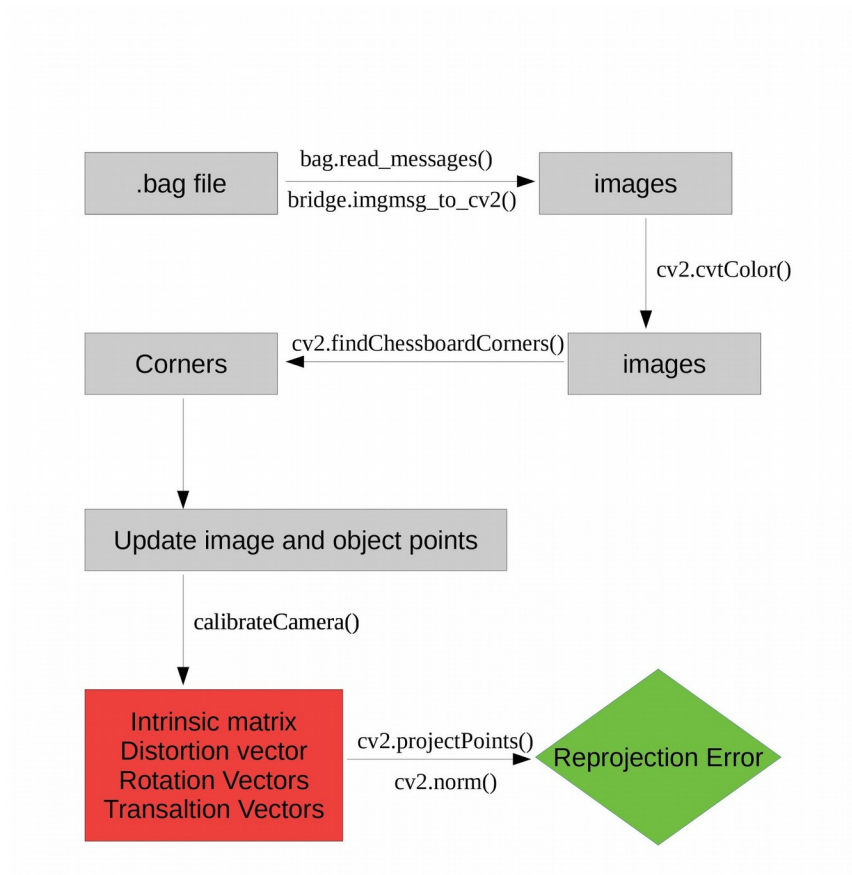 .bag file
bag.read_messages()
bridge.imgmsg_to_cv2()
images
cv2.cvtColor()
images
cv2.findChessboardCorners()
Corners
Update image and object points
calibrateCamera()
Intrinsic matrix
Distortion vector
Rotation Vectors
Transaltion Vectors
cv2.projectPoints()
cv2.norm()
Reprojection Error